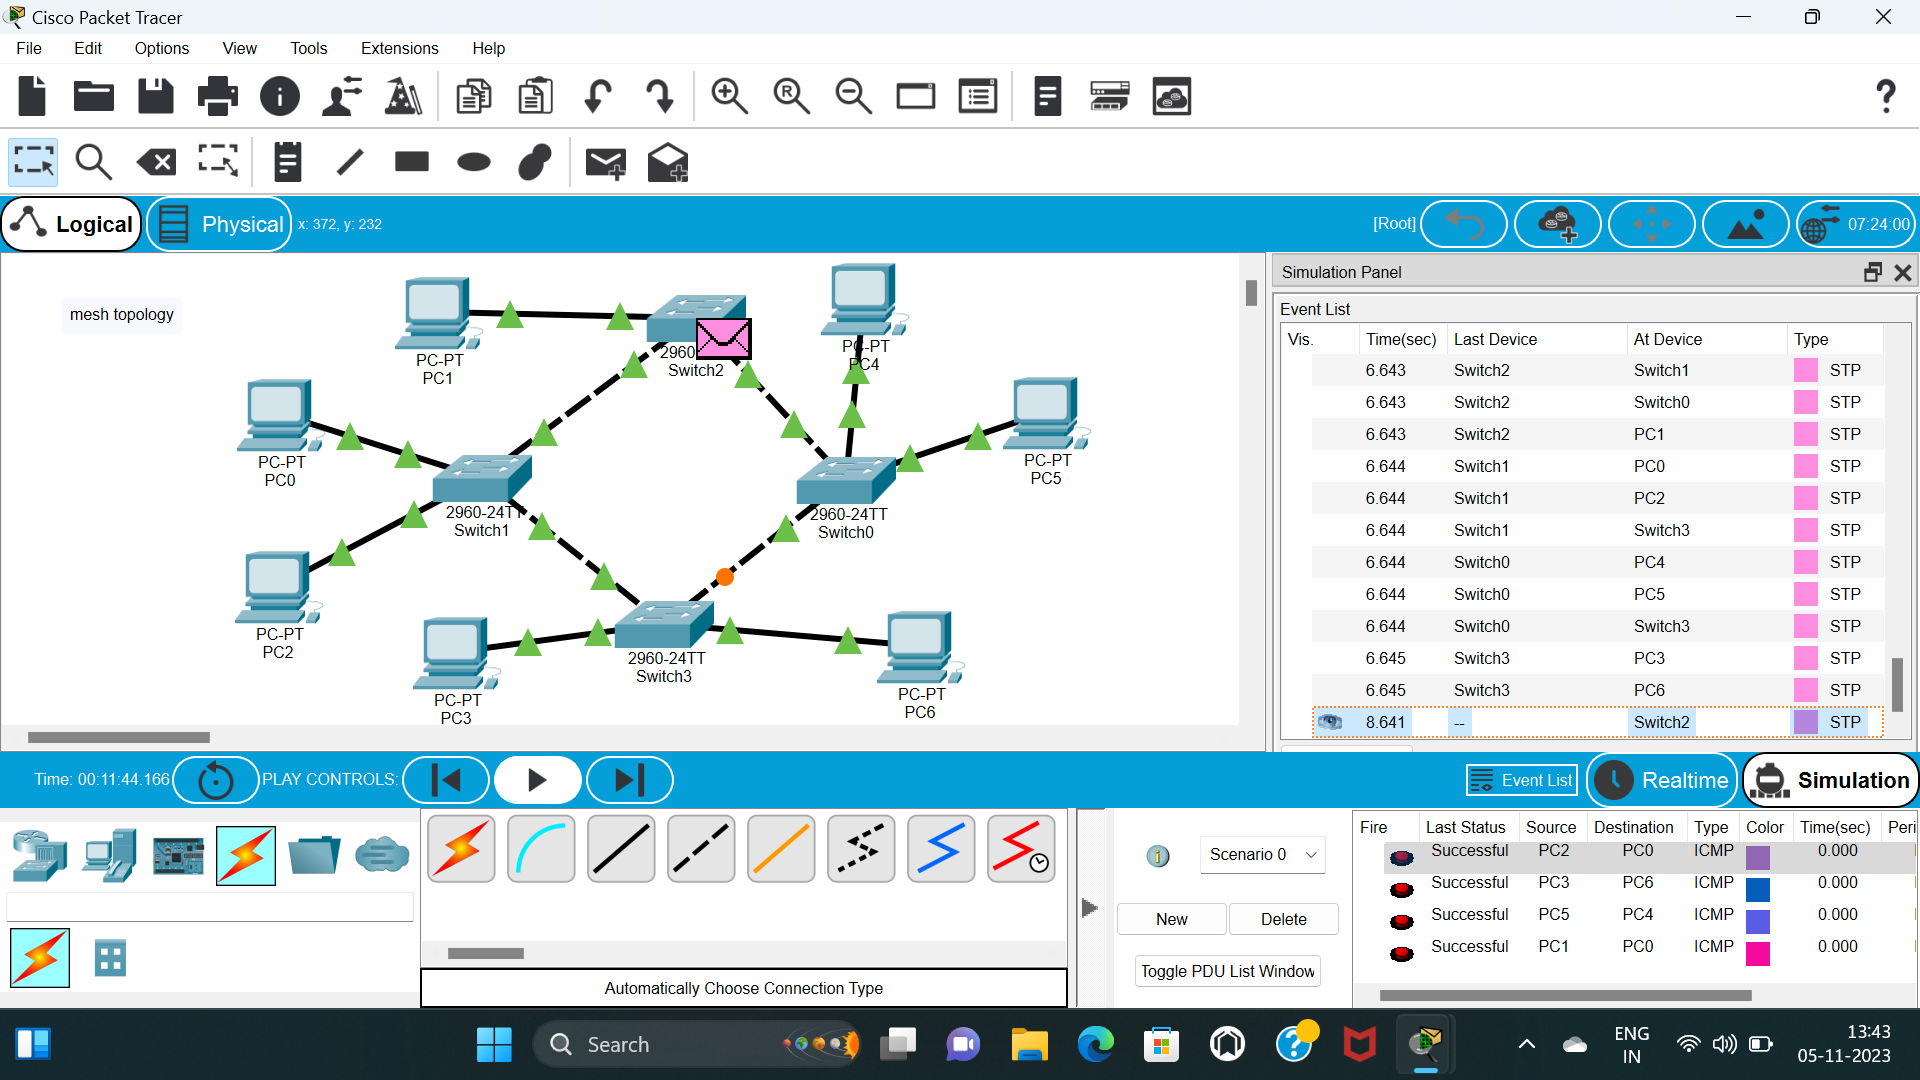 Cisco Packet Tracer
File Edit Options View Tools Extensions Help
Logical Physical x: 372, y: 232 [Root] 07:24:00
mesh topology
PC-PT
PC1
2960
Switch2
PC-PT
PC4
PC-PT
PC0
PC-PT
PC5
2960-24TT
Switch1
2960-24TT
Switch0
PC-PT
PC2
2960-24TT
Switch3
PC-PT
PC3
PC-PT
PC6
Simulation Panel
Event List
Vis. Time(sec) Last Device At Device Type
6.643 Switch2 Switch1 STP
6.643 Switch2 Switch0 STP
6.643 Switch2 PC1 STP
6.644 Switch1 PC0 STP
6.644 Switch1 PC2 STP
6.644 Switch1 Switch3 STP
6.644 Switch0 PC4 STP
6.644 Switch0 PC5 STP
6.644 Switch0 Switch3 STP
6.645 Switch3 PC3 STP
6.645 Switch3 PC6 STP
8.641 -- Switch2 STP
Time: 00:11:44.166 PLAY CONTROLS: Event List Realtime Simulation
Automatically Choose Connection Type
Scenario 0
New Delete
Toggle PDU List Window
Fire Last Status Source Destination Type Color Time(sec) Peri
Successful PC2 PC0 ICMP 0.000
Successful PC3 PC6 ICMP 0.000
Successful PC5 PC4 ICMP 0.000
Successful PC1 PC0 ICMP 0.000
Search
ENG
IN
13:43
05-11-2023